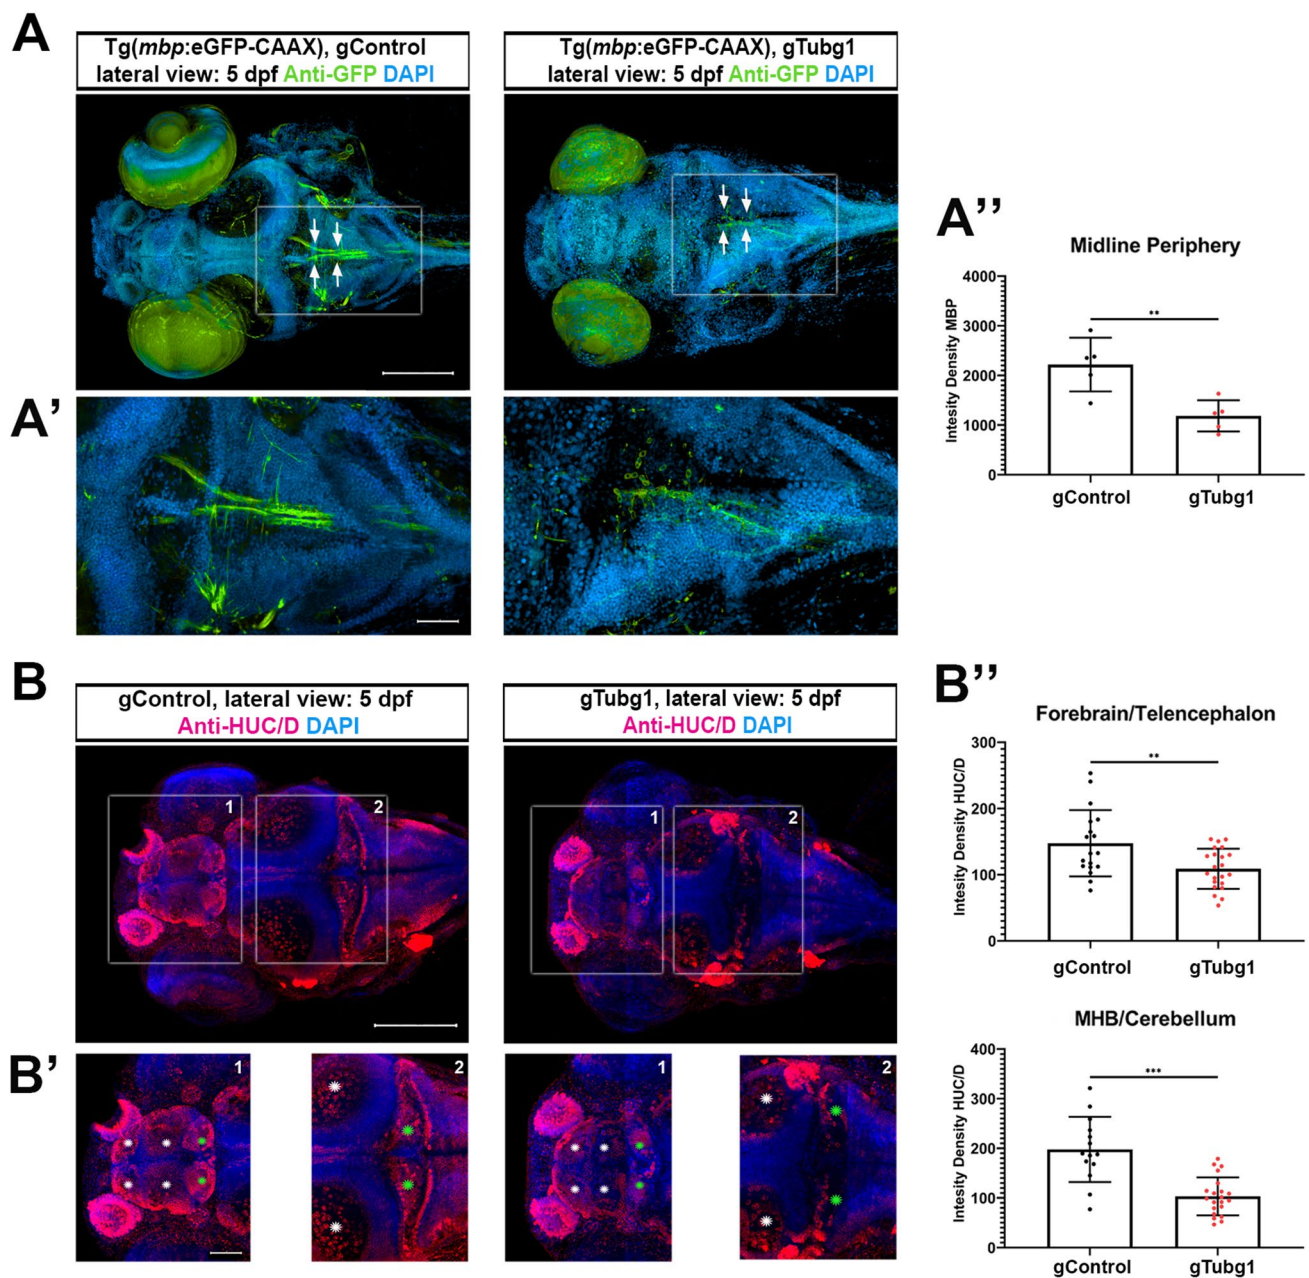 A
Tg(mbp:eGFP-CAAX), gControl
lateral view: 5 dpf Anti-GFP DAPI
Tg(mbp:eGFP-CAAX), gTubg1
lateral view: 5 dpf Anti-GFP DAPI
A’
A’’
Midline Periphery
Intesity Density MBP
4000
3000
2000
1000
0
**
gControl
gTubg1
B
gControl, lateral view: 5 dpf
Anti-HUC/D DAPI
gTubg1, lateral view: 5 dpf
Anti-HUC/D DAPI
1
2
1
2
B’
1
2
1
2
B’’
Forebrain/Telencephalon
Intesity Density HUC/D
300
200
100
0
**
gControl
gTubg1
MHB/Cerebellum
Intesity Density HUC/D
400
300
200
100
0
***
gControl
gTubg1